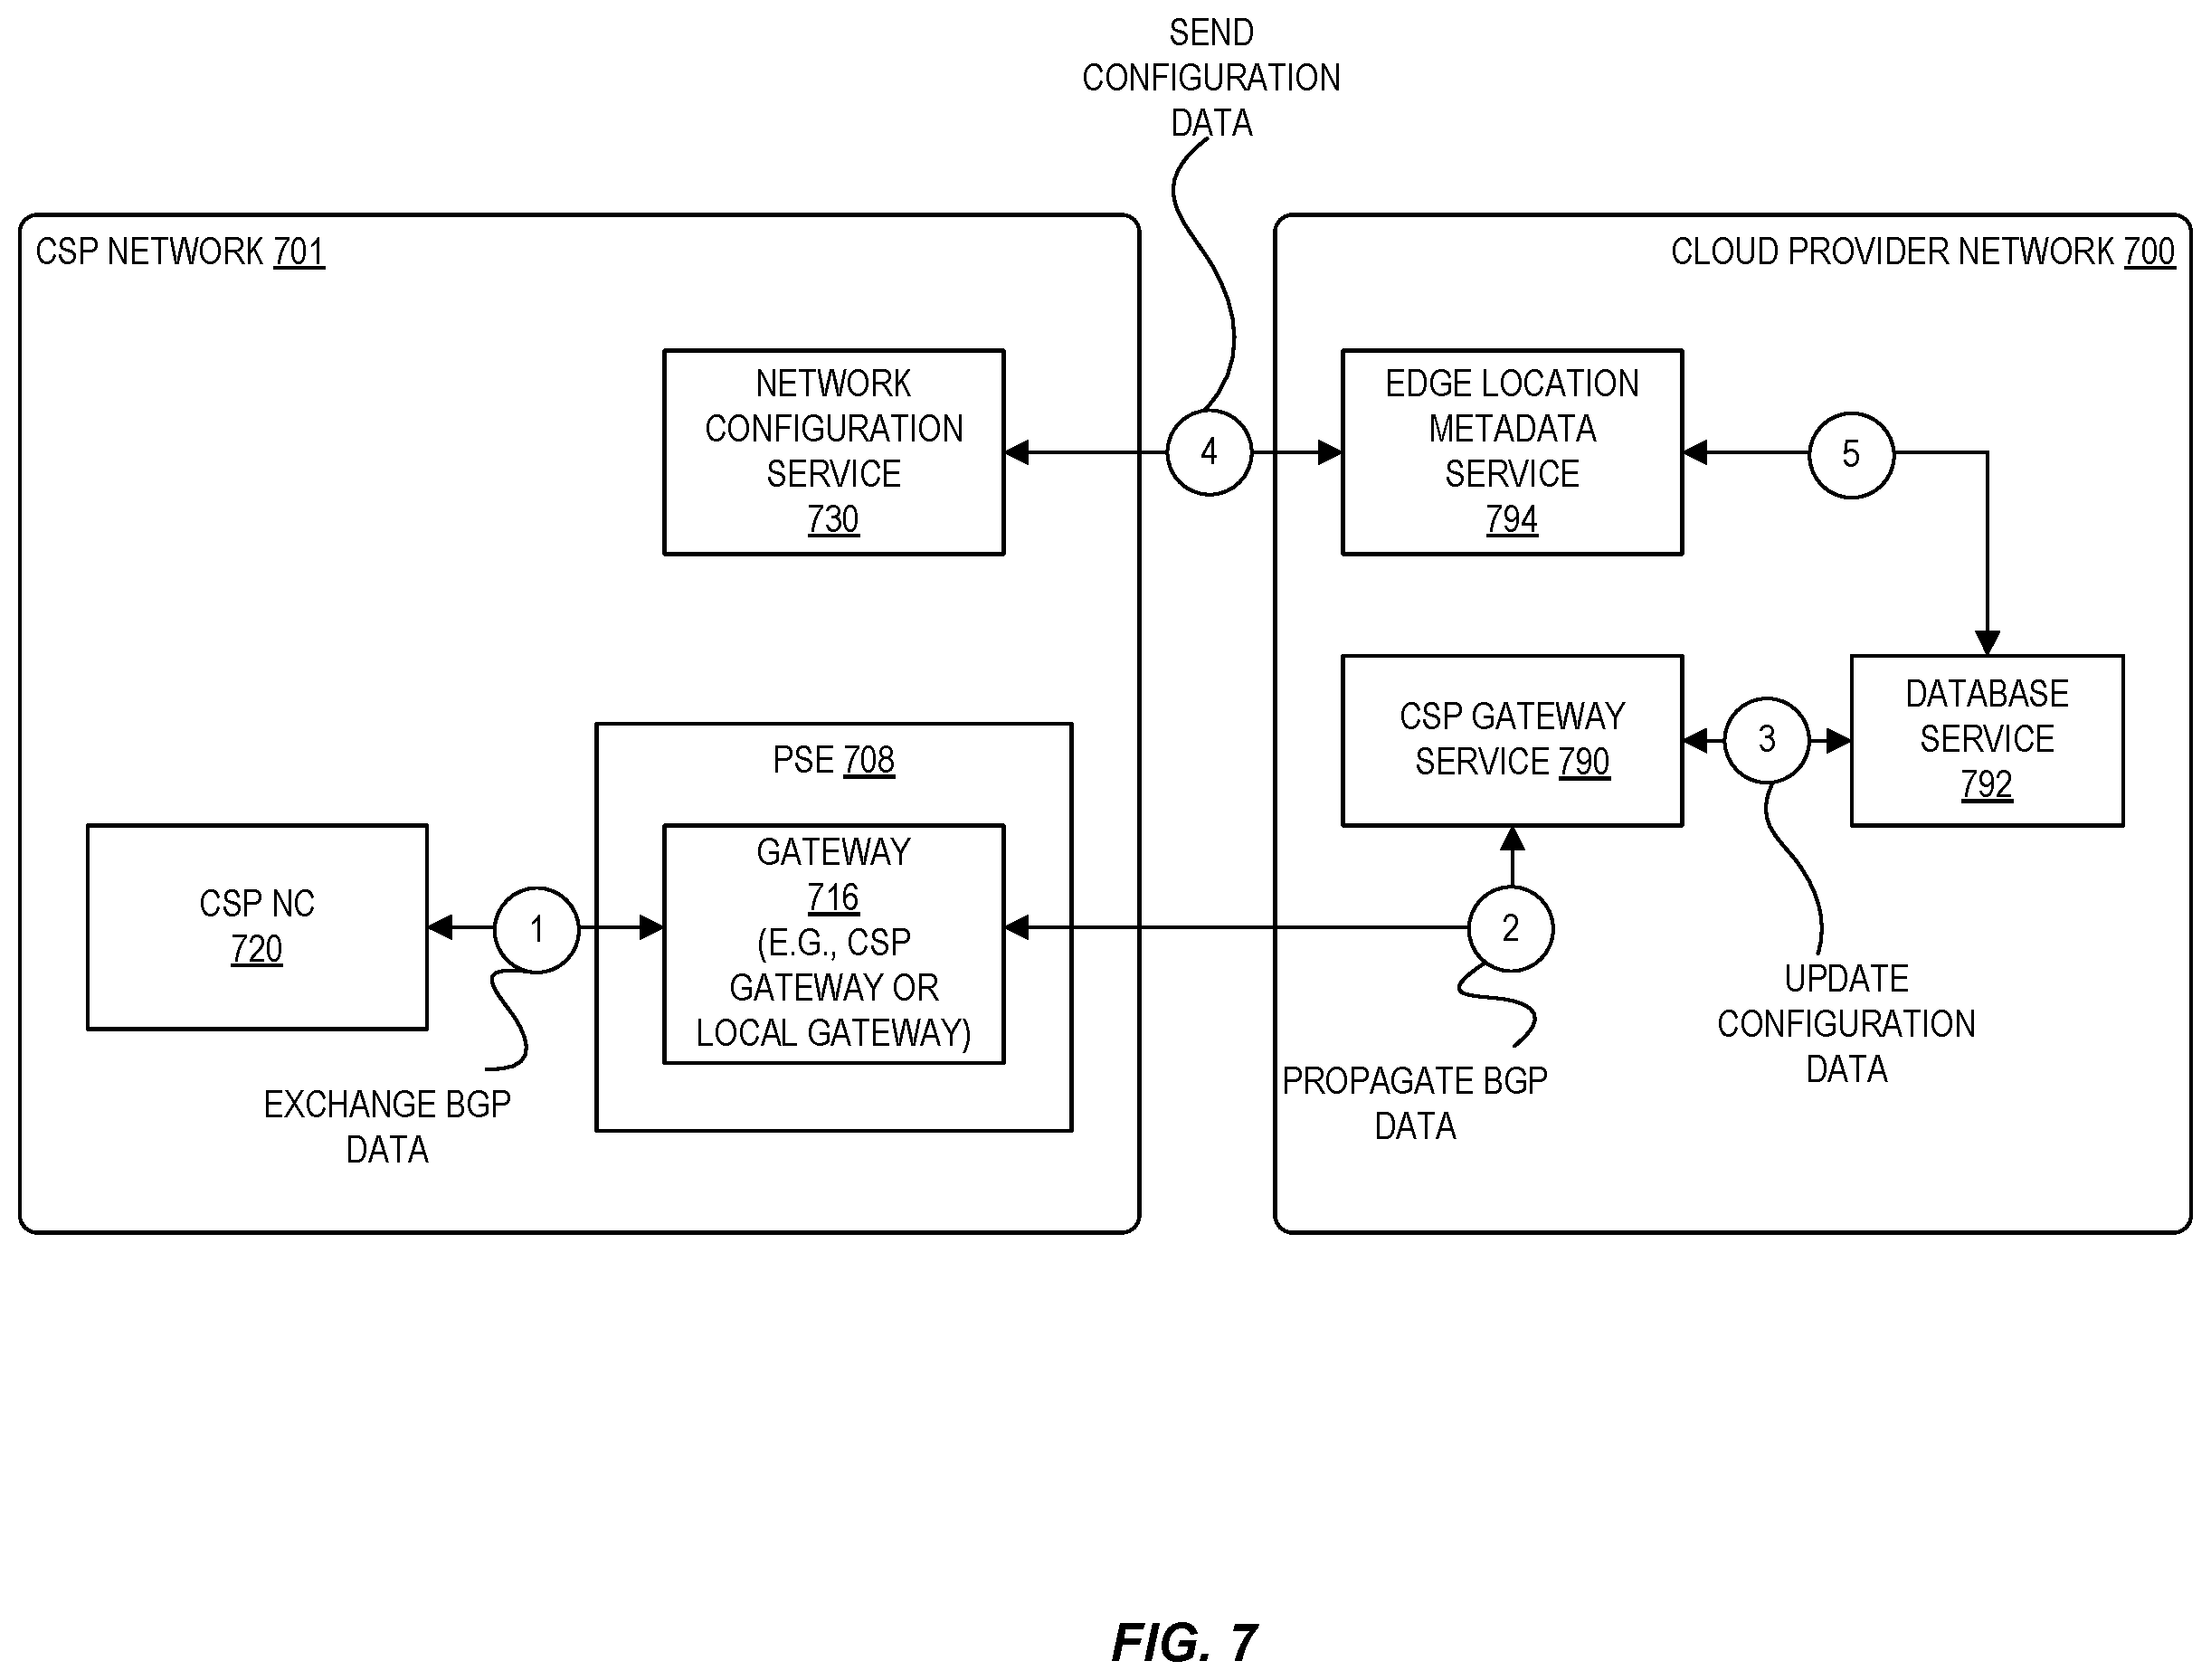 SEND
CONFIGURATION
DATA
CSP NETWORK 701
CLOUD PROVIDER NETWORK 700
NETWORK
CONFIGURATION
SERVICE
730
4
EDGE LOCATION
METADATA
SERVICE
794
5
CSP GATEWAY
SERVICE 790
3
DATABASE
SERVICE
792
UPDATE
CONFIGURATION
DATA
PSE 708
CSP NC
720
1
GATEWAY
716
(E.G., CSP
GATEWAY OR
LOCAL GATEWAY)
2
EXCHANGE BGP
DATA
PROPAGATE BGP
DATA
FIG. 7